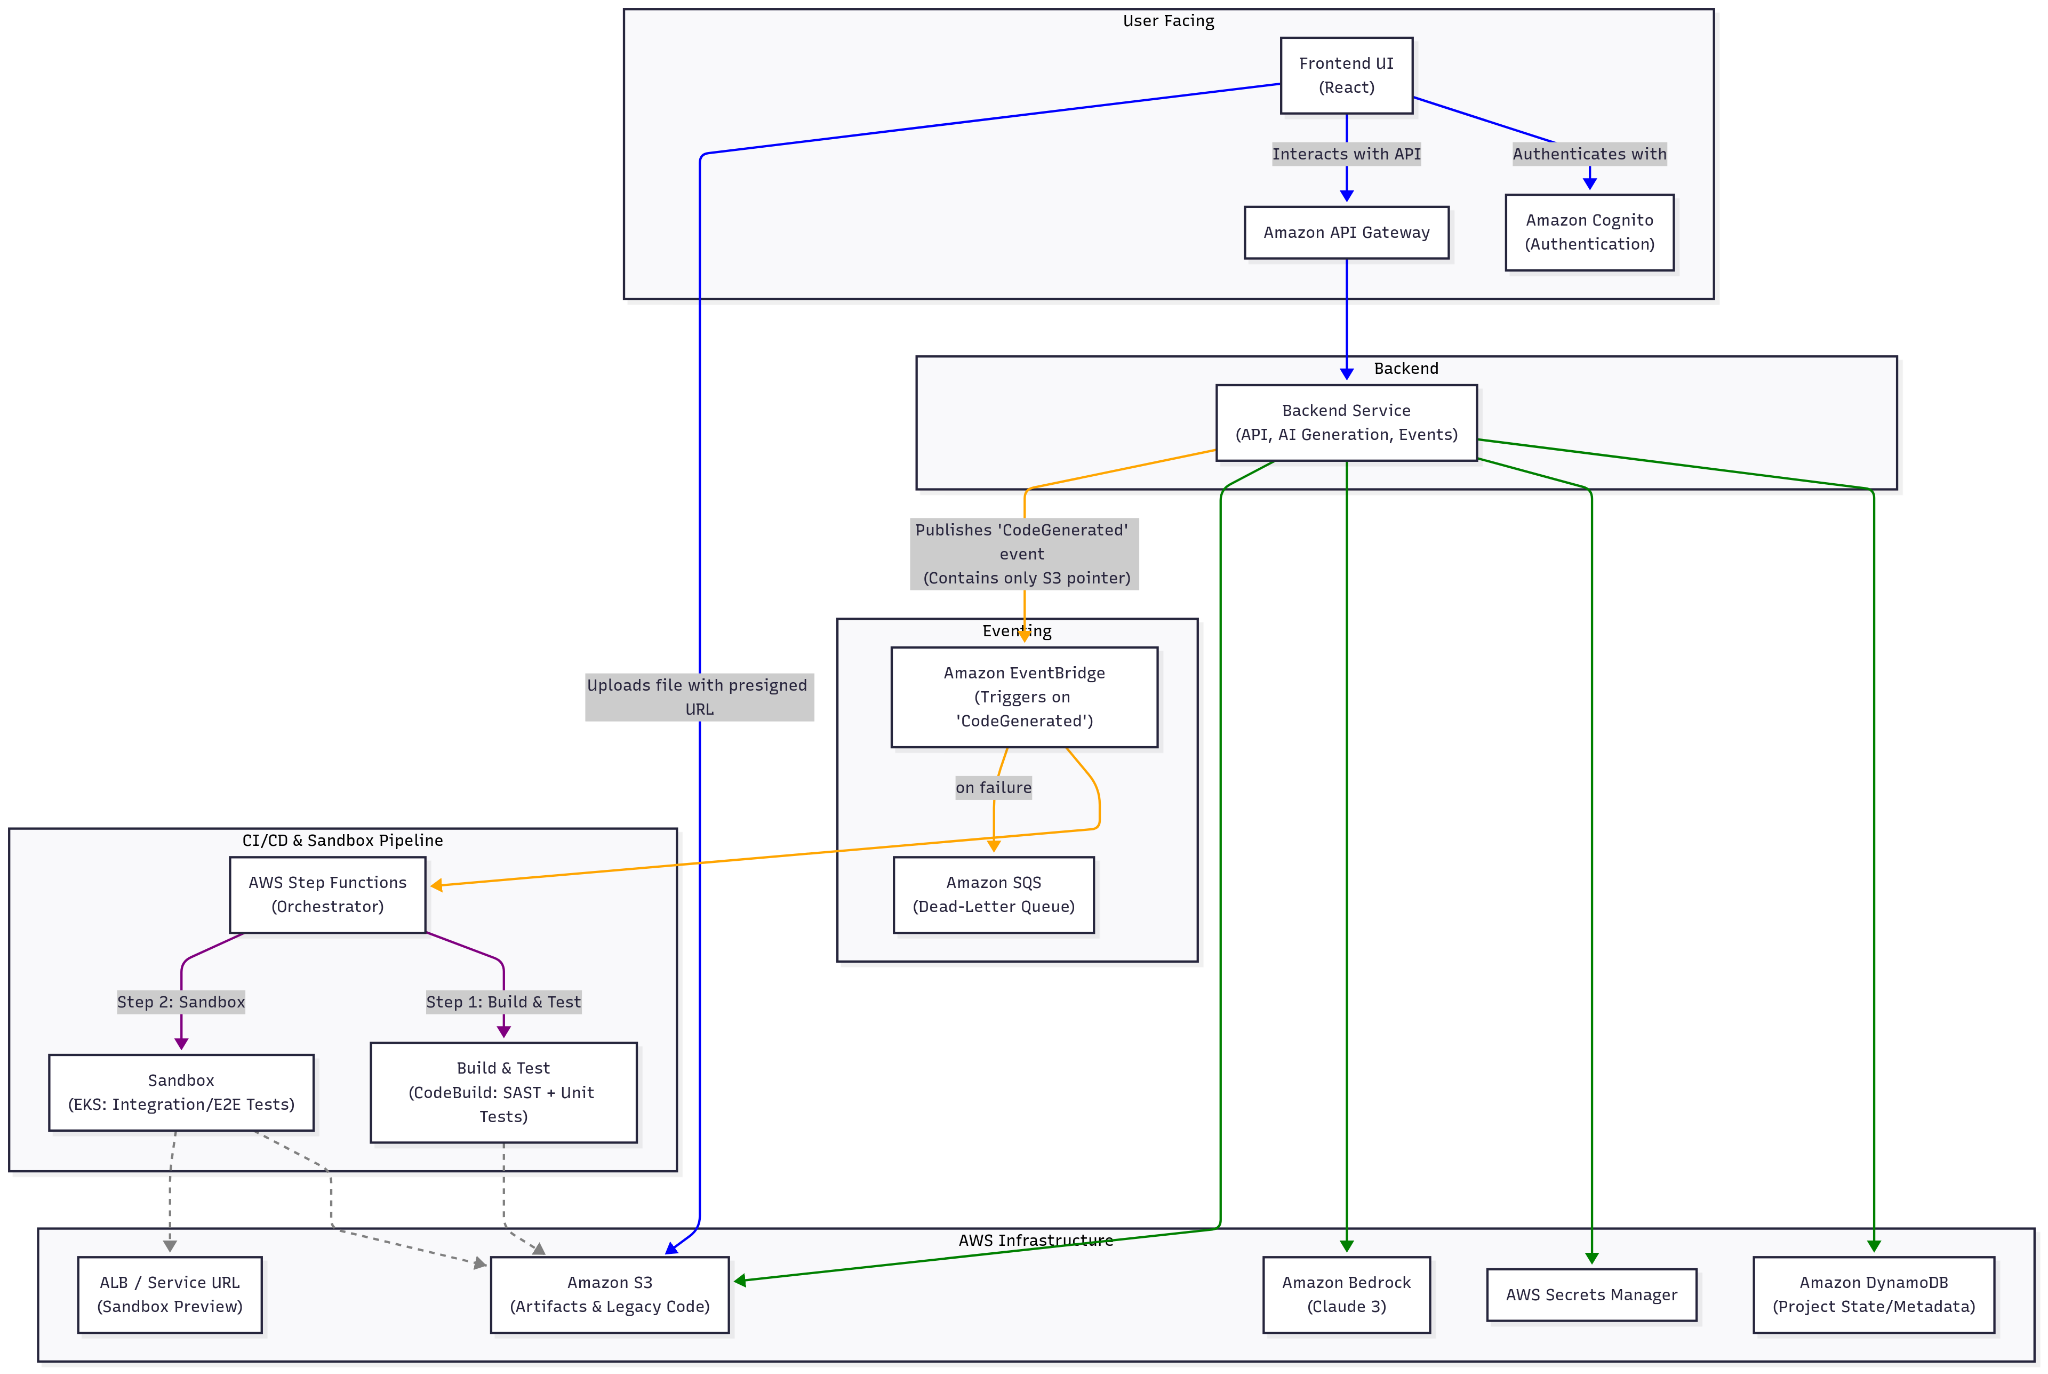 User Facing
Frontend UI
(React)
Interacts with API
Authenticates with
Amazon API Gateway
Amazon Cognito
(Authentication)
Backend
Backend Service
(API, AI Generation, Events)
Publishes 'CodeGenerated'
event
(Contains only S3 pointer)
Eventing
Amazon EventBridge
(Triggers on
'CodeGenerated')
Uploads file with presigned
URL
on failure
Amazon SQS
(Dead-Letter Queue)
CI/CD & Sandbox Pipeline
AWS Step Functions
(Orchestrator)
Step 2: Sandbox
Step 1: Build & Test
Sandbox
(EKS: Integration/E2E Tests)
Build & Test
(CodeBuild: SAST + Unit
Tests)
AWS Infrastructure
ALB / Service URL
(Sandbox Preview)
Amazon S3
(Artifacts & Legacy Code)
Amazon Bedrock
(Claude 3)
AWS Secrets Manager
Amazon DynamoDB
(Project State/Metadata)